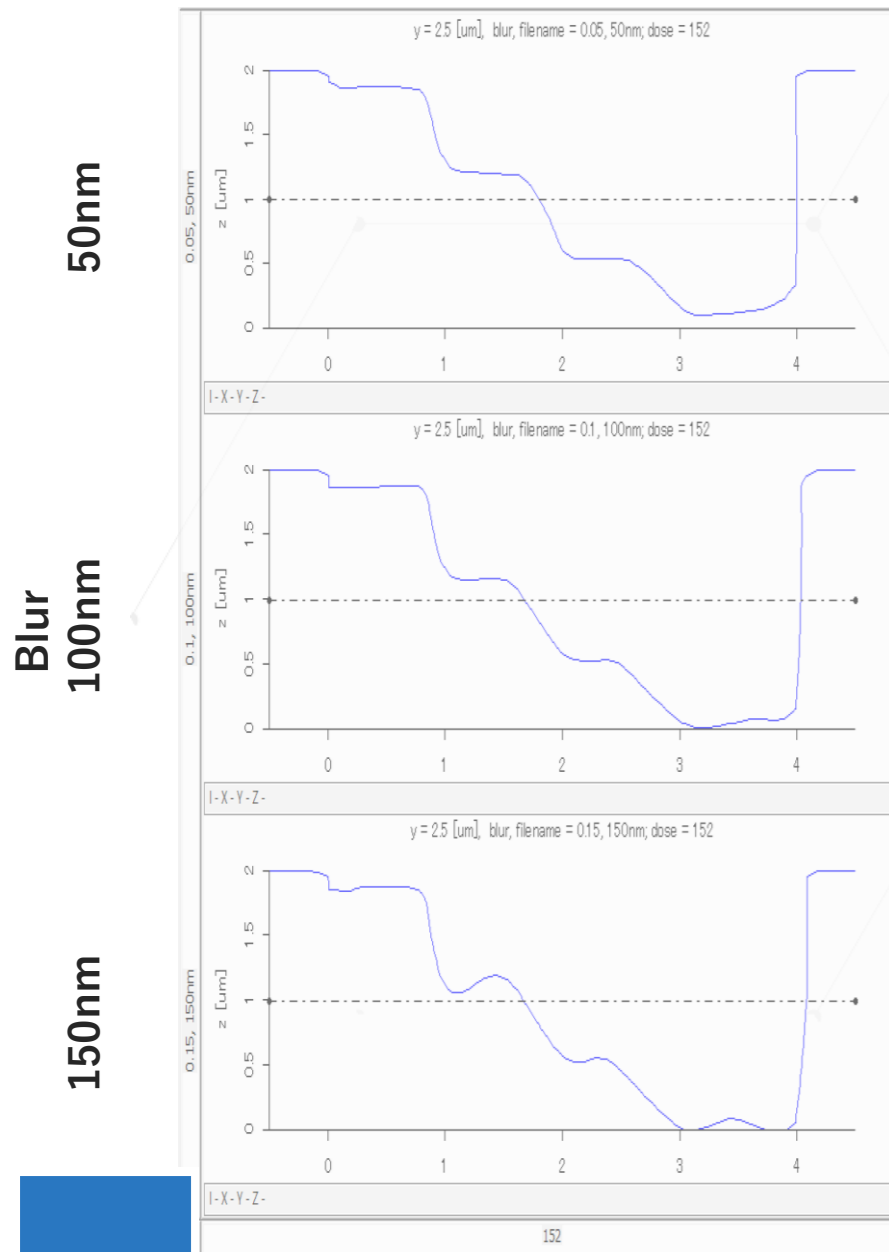 Blur
50nm
100nm
150nm
y = 2.5 [um], blur, filename = 0.05, 50nm; dose = 152
0.05, 50nm
z [um]
2
1.5
1
0.5
0
0 1 2 3 4
I-X-Y-Z-
y = 2.5 [um], blur, filename = 0.1, 100nm; dose = 152
0.1, 100nm
z [um]
2
1.5
1
0.5
0
0 1 2 3 4
I-X-Y-Z-
y = 2.5 [um], blur, filename = 0.15, 150nm; dose = 152
0.15, 150nm
z [um]
2
1.5
1
0.5
0
0 1 2 3 4
I-X-Y-Z-
152